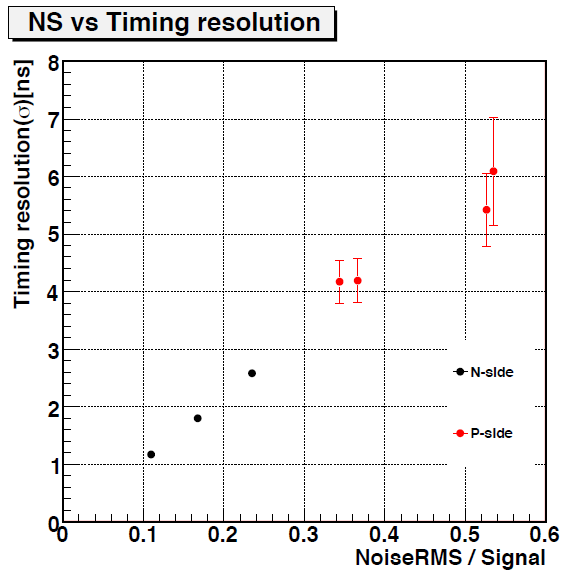 NS vs Timing resolution
Timing resolution(σ)[ns]
8
7
6
5
4
3
2
1
0
0 0.1 0.2 0.3 0.4 0.5 0.6
N-side
P-side
NoiseRMS / Signal